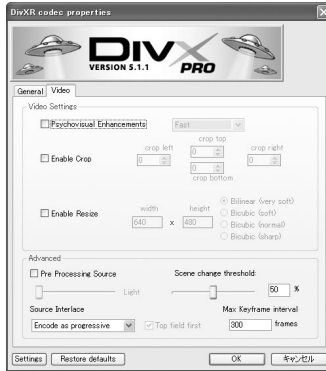 DivXR codec properties
DIVX
VERSION 5.1.1 PRO
General Video
Video Settings
Psychovisual Enhancements Fast
crop top
crop left 0 crop right
Enable Crop 0 0 0
crop bottom
Enable Resize
width height
640 x 480
Bilinear (very soft)
Bicubic (soft)
Bicubic (normal)
Bicubic (sharp)
Advanced
Pre Processing Source
Light
Scene change threshold:
50 %
Source Interlace
Encode as progressive Top field first
Max Keyframe interval
300 frames
Settings Restore defaults OK キャンセル